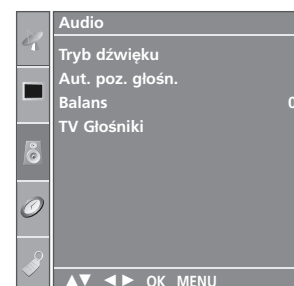 Audio
Tryb dźwięku
Aut. poz. głośn.
Balans 0
TV Głośniki
▲▼ ◄► OK MENU